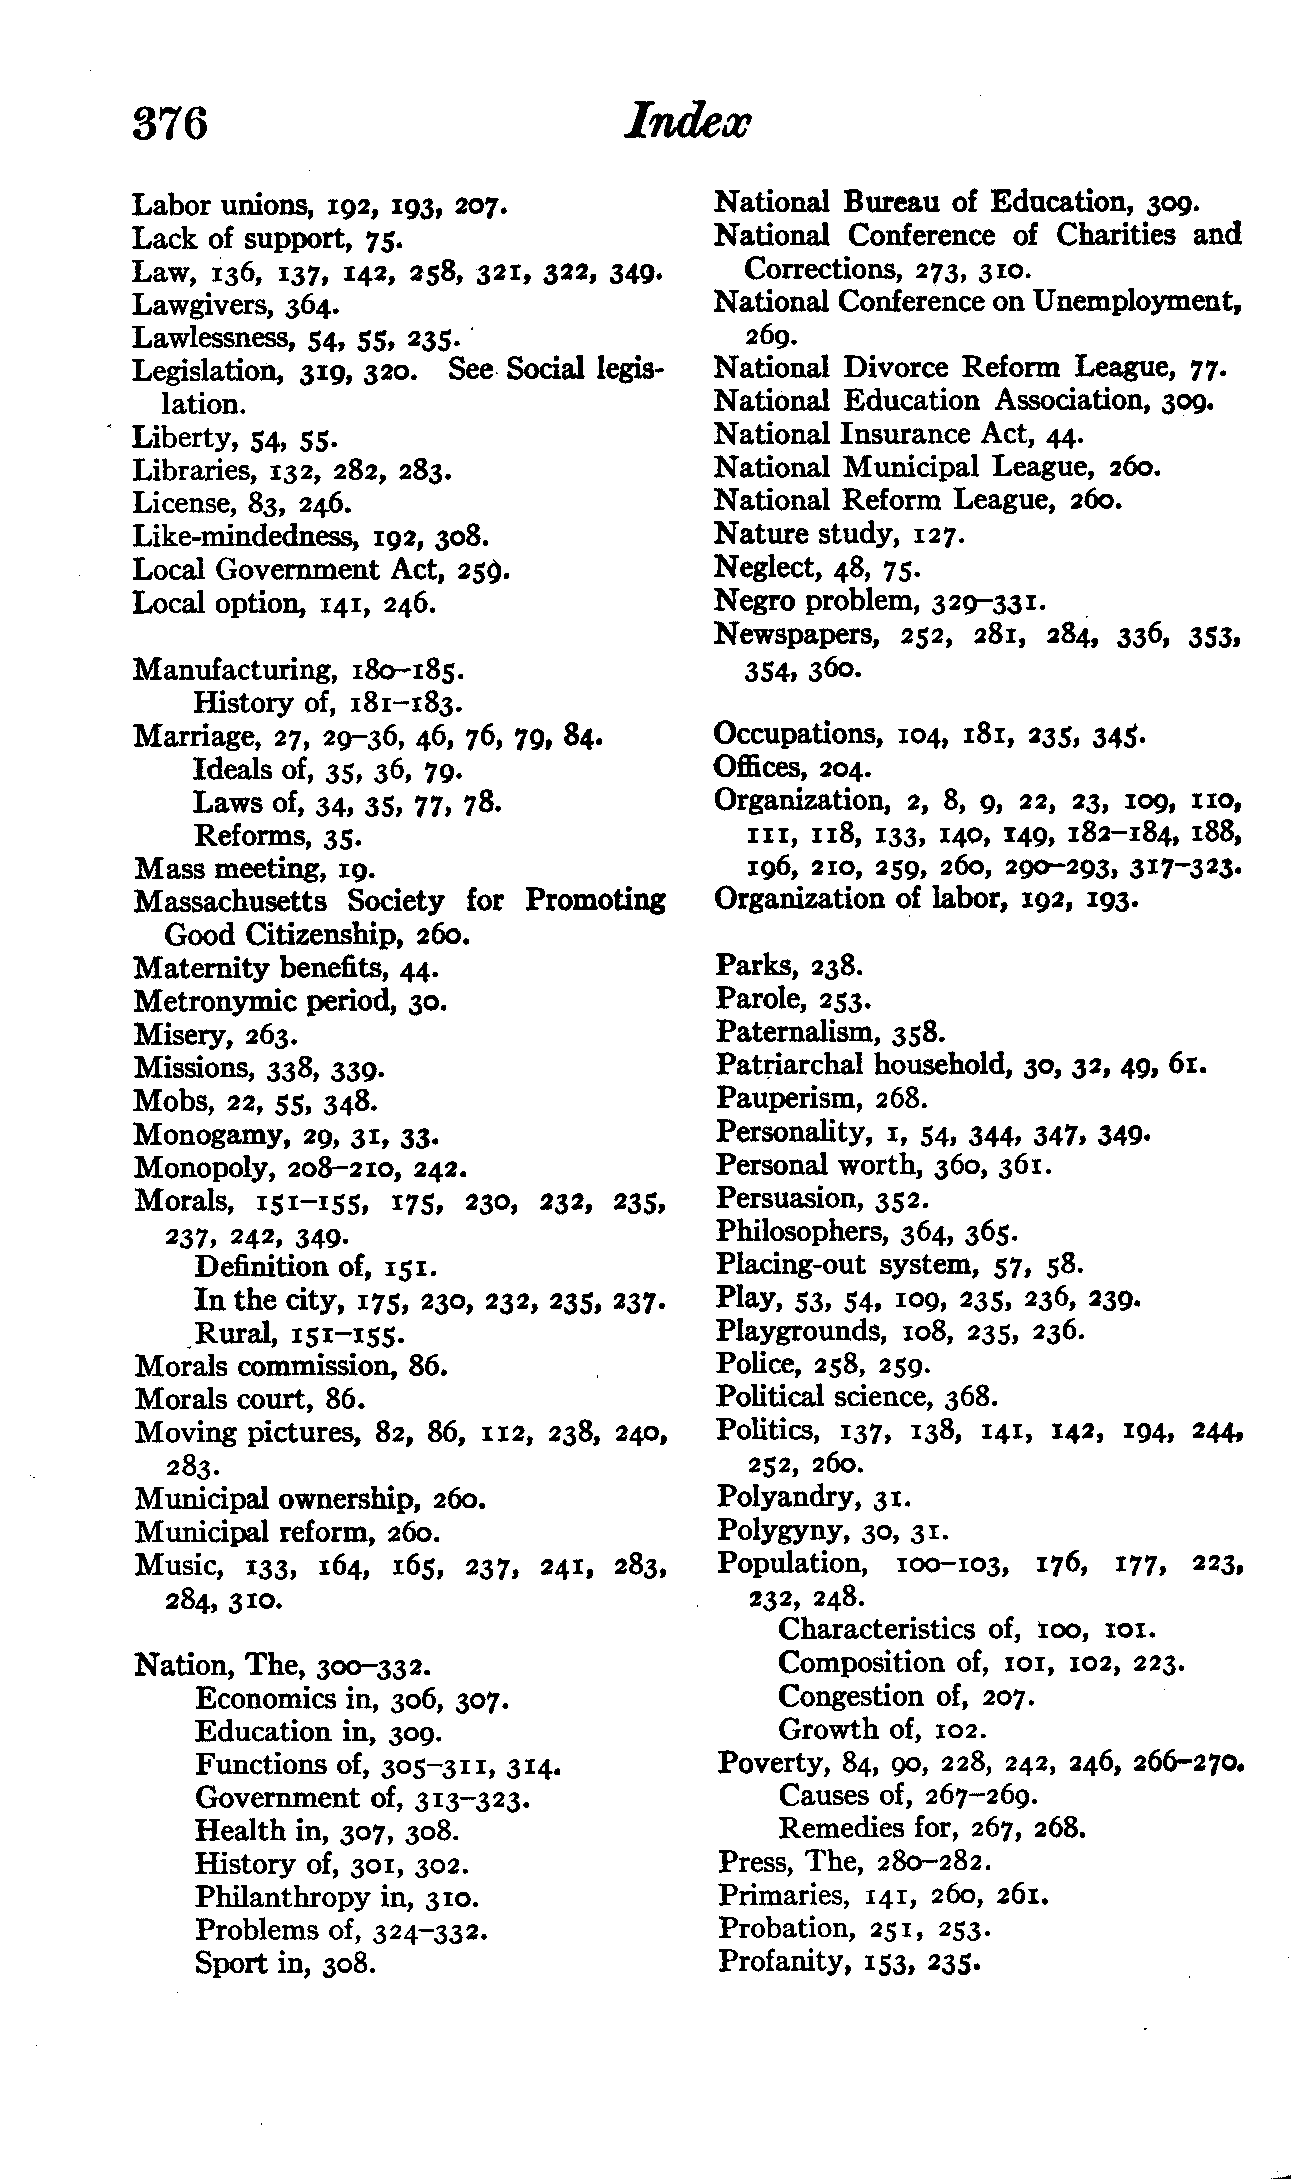 376 Index
Labor unions, 192, 193, 207.
Lack of support, 75.
Law, 136, 137, 142, 258, 321, 322, 349.
Lawgivers, 364.
Lawlessness, 54, 55, 235.
Legislation, 319, 320. See Social legis-
lation.
Liberty, 54, 55.
Libraries, 132, 282, 283.
License, 83, 246.
Like-mindedness, 192, 308.
Local Government Act, 259.
Local option, 141, 246.
Manufacturing, 180–185.
History of, 181–183.
Marriage, 27, 29–36, 46, 76, 79, 84.
Ideals of, 35, 36, 79.
Laws of, 34, 35, 77, 78.
Reforms, 35.
Mass meeting, 19.
Massachusetts Society for Promoting
Good Citizenship, 260.
Maternity benefits, 44.
Metronymic period, 30.
Misery, 263.
Missions, 338, 339.
Mobs, 22, 55, 348.
Monogamy, 29, 31, 33.
Monopoly, 208–210, 242.
Morals, 151–155, 175, 230, 232, 235,
237, 242, 349.
Definition of, 151.
In the city, 175, 230, 232, 235, 237.
Rural, 151–155.
Morals commission, 86.
Morals court, 86.
Moving pictures, 82, 86, 112, 238, 240,
283.
Municipal ownership, 260.
Municipal reform, 260.
Music, 133, 164, 165, 237, 241, 283,
284, 310.
Nation, The, 300–332.
Economics in, 306, 307.
Education in, 309.
Functions of, 305–311, 314.
Government of, 313–323.
Health in, 307, 308.
History of, 301, 302.
Philanthropy in, 310.
Problems of, 324–332.
Sport in, 308.
National Bureau of Education, 309.
National Conference of Charities and
Corrections, 273, 310.
National Conference on Unemployment,
269.
National Divorce Reform League, 77.
National Education Association, 309.
National Insurance Act, 44.
National Municipal League, 260.
National Reform League, 260.
Nature study, 127.
Neglect, 48, 75.
Negro problem, 329–331.
Newspapers, 252, 281, 284, 336, 353,
354, 360.
Occupations, 104, 181, 235, 345.
Offices, 204.
Organization, 2, 8, 9, 22, 23, 109, 110,
111, 118, 133, 140, 149, 182–184, 188,
196, 210, 259, 260, 290–293, 317–323.
Organization of labor, 192, 193.
Parks, 238.
Parole, 253.
Paternalism, 358.
Patriarchal household, 30, 32, 49, 61.
Pauperism, 268.
Personality, 1, 54, 344, 347, 349.
Personal worth, 360, 361.
Persuasion, 352.
Philosophers, 364, 365.
Placing-out system, 57, 58.
Play, 53, 54, 109, 235, 236, 239.
Playgrounds, 108, 235, 236.
Police, 258, 259.
Political science, 368.
Politics, 137, 138, 141, 142, 194, 244,
252, 260.
Polyandry, 31.
Polygyny, 30, 31.
Population, 100–103, 176, 177, 223,
232, 248.
Characteristics of, 100, 101.
Composition of, 101, 102, 223.
Congestion of, 207.
Growth of, 102.
Poverty, 84, 90, 228, 242, 246, 266–270.
Causes of, 267–269.
Remedies for, 267, 268.
Press, The, 280–282.
Primaries, 141, 260, 261.
Probation, 251, 253.
Profanity, 153, 235.